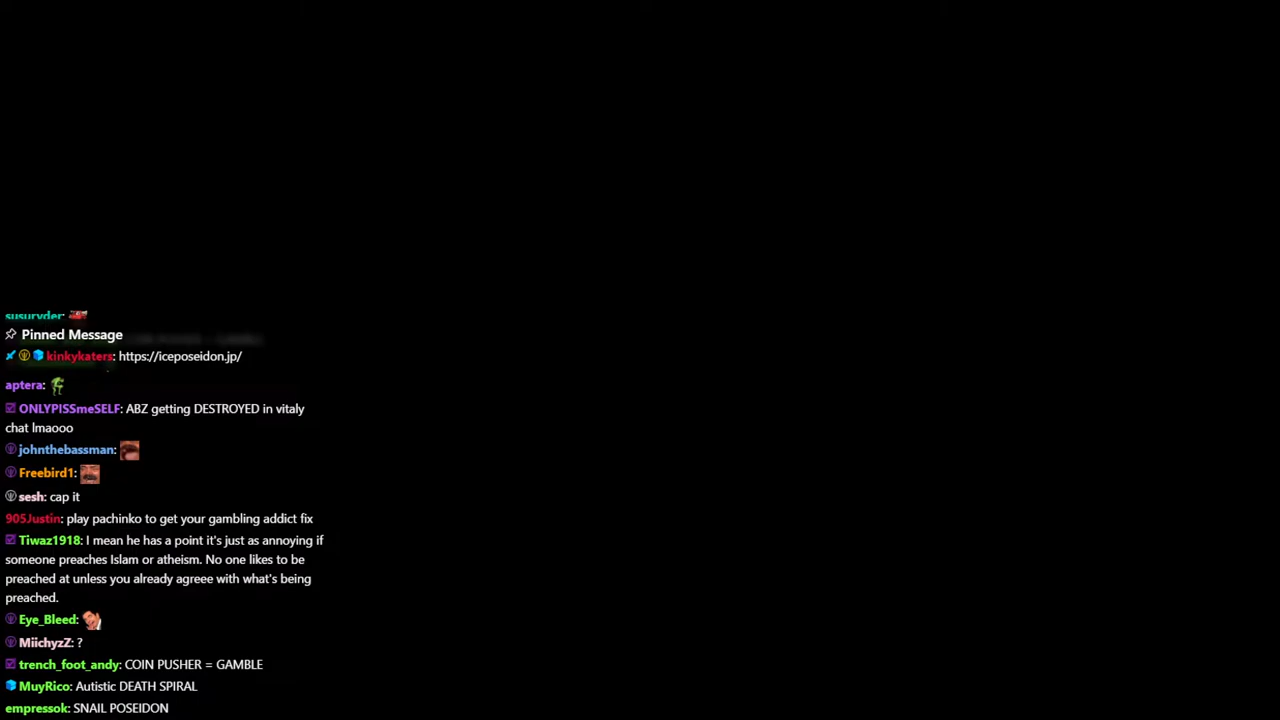 susuryder:
Pinned Message
kinkykaters: https://iceposeidon.jp/
aptera:
ONLYPISSmeSELF: ABZ getting DESTROYED in vitaly
chat lmaooo
johnthebassman:
Freebird1:
sesh: cap it
905Justin: play pachinko to get your gambling addict fix
Tiwaz1918: I mean he has a point it's just as annoying if
someone preaches Islam or atheism. No one likes to be
preached at unless you already agreee with what's being
preached.
Eye_Bleed:
MiichyzZ: ?
trench_foot_andy: COIN PUSHER = GAMBLE
MuyRico: Autistic DEATH SPIRAL
empressok: SNAIL POSEIDON